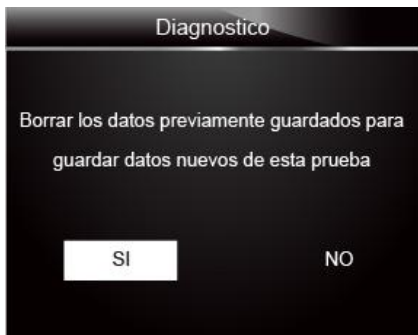 Diagnostico
Borrar los datos previamente guardados para
guardar datos nuevos de esta prueba
SI
NO